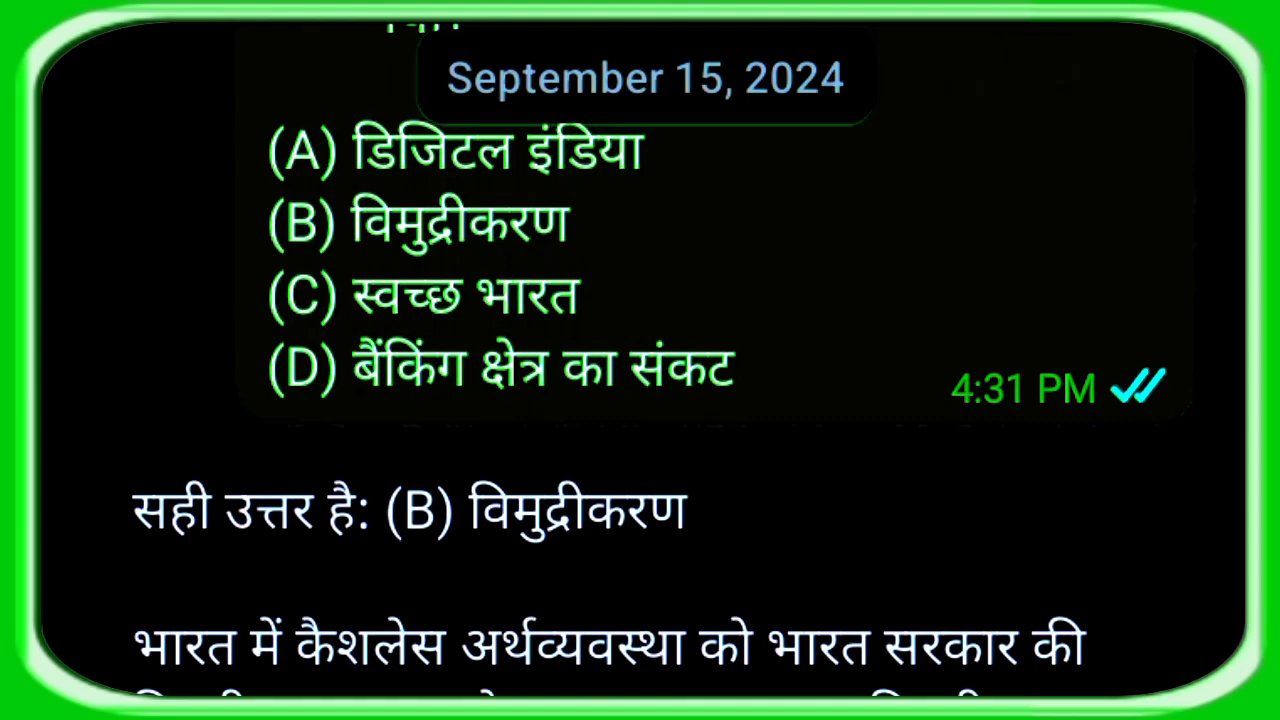 September 15, 2024
(A) डिजिटल इंडिया
(B) विमुद्रीकरण
(C) स्वच्छ भारत
(D) बैंकिंग क्षेत्र का संकट
4:31 PM
सही उत्तर है: (B) विमुद्रीकरण
भारत में कैशलेस अर्थव्यवस्था को भारत सरकार की